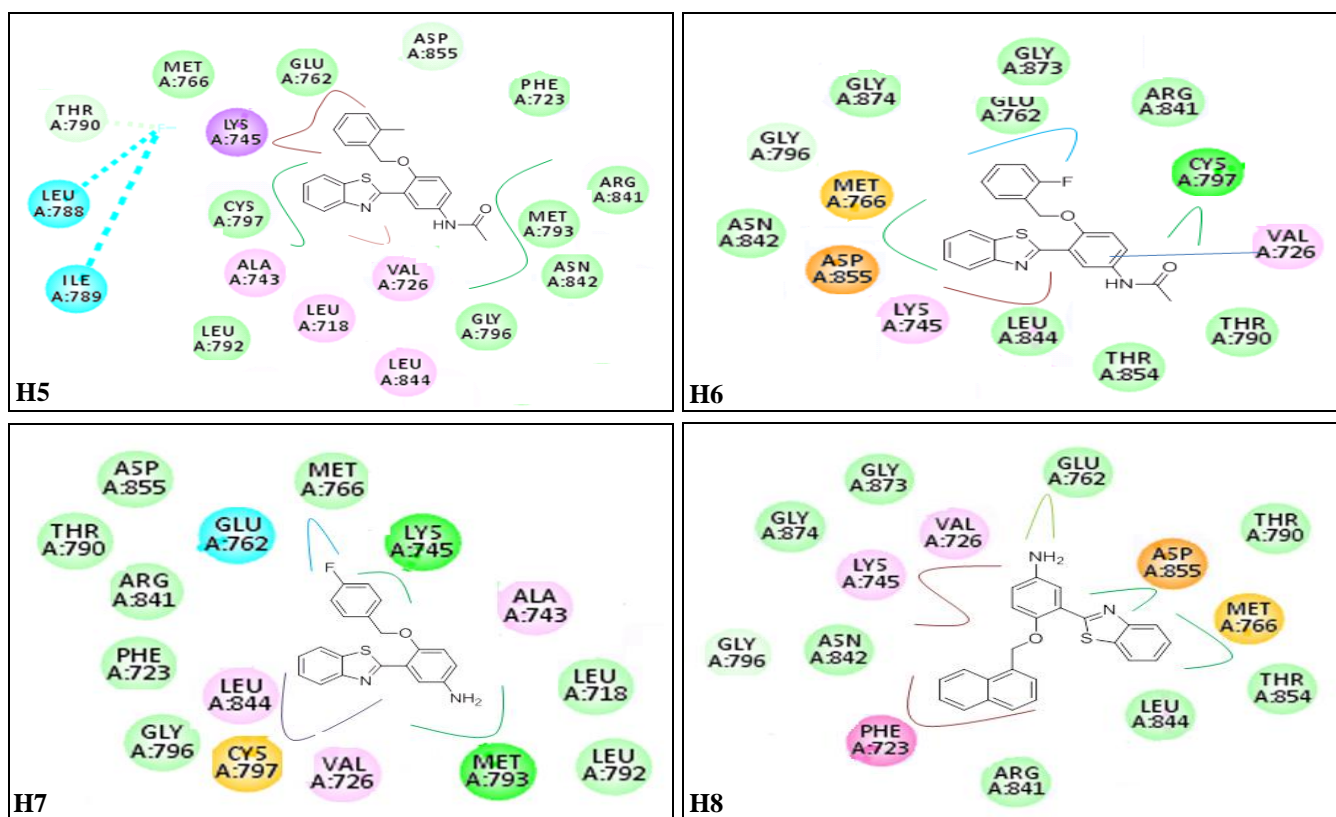 ASP
A:855
MET
A:766
GLU
A:762
PHE
A:723
THR
A:790
LYS
A:745
S
O
LEU
A:788
CYS
A:797
N
HN
O
ARG
A:841
MET
A:793
ILE
A:789
ALA
A:743
VAL
A:726
ASN
A:842
LEU
A:718
LEU
A:792
GLY
A:796
LEU
A:844
H5
GLY
A:873
GLY
A:874
GLU
A:762
ARG
A:841
GLY
A:796
CYS
A:797
MET
A:766
F
ASN
A:842
O
S
VAL
A:726
ASP
A:855
N
HN
O
LYS
A:745
LEU
A:844
THR
A:790
THR
A:854
H6
ASP
A:855
MET
A:766
THR
A:790
GLU
A:762
LYS
A:745
F
ARG
A:841
ALA
A:743
PHE
A:723
S
O
N
NH2
LEU
A:844
LEU
A:718
GLY
A:796
CYS
A:797
VAL
A:726
MET
A:793
LEU
A:792
H7
GLU
A:762
GLY
A:873
GLY
A:874
VAL
A:726
THR
A:790
NH2
ASP
A:855
LYS
A:745
N
S
MET
A:766
GLY
A:796
ASN
A:842
O
THR
A:854
LEU
A:844
PHE
A:723
ARG
A:841
H8